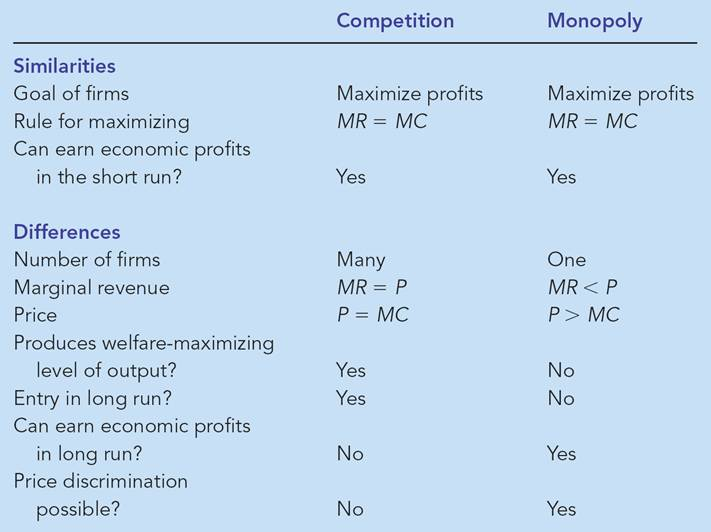 Competition Monopoly
Similarities
Goal of firms Maximize profits Maximize profits
Rule for maximizing MR = MC MR = MC
Can earn economic profits
in the short run? Yes Yes
Differences
Number of firms Many One
Marginal revenue MR = P MR < P
Price P = MC P > MC
Produces welfare-maximizing
level of output? Yes No
Entry in long run? Yes No
Can earn economic profits
in long run? No Yes
Price discrimination
possible? No Yes